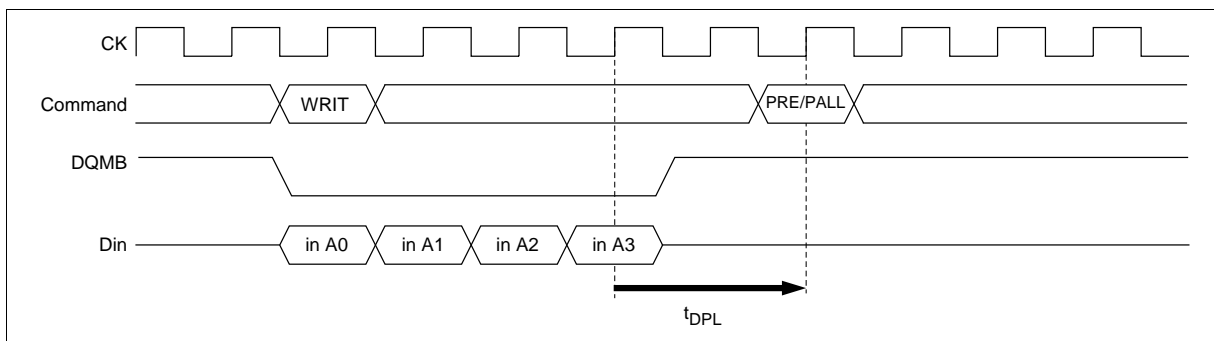 CK
Command
WRIT
PRE/PALL
DQMB
Din
in A0
in A1
in A2
in A3
tDPL